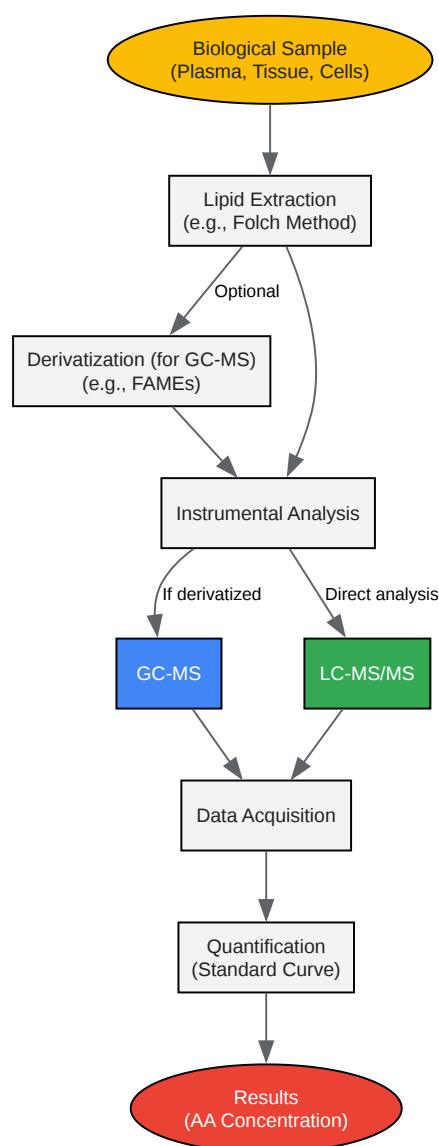 Biological Sample
(Plasma, Tissue, Cells)
Lipid Extraction
(e.g., Folch Method)
Optional
Derivatization (for GC-MS)
(e.g., FAMEs)
Instrumental Analysis
If derivatized
Direct analysis
GC-MS
LC-MS/MS
Data Acquisition
Quantification
(Standard Curve)
Results
(AA Concentration)